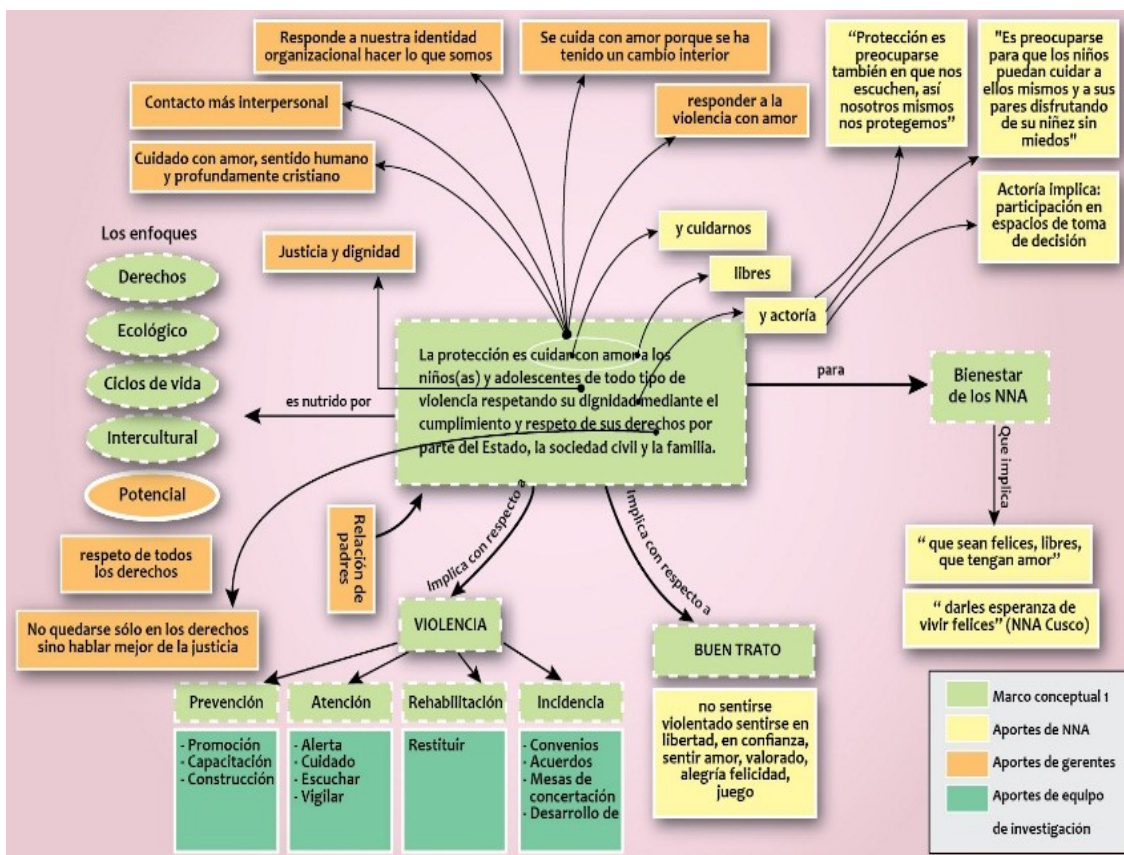 Responde a nuestra identidad
organizacional hacer lo que somos
Se cuida con amor porque se ha
tenido un cambio interior
“Protección es
preocuparse
también en que nos
escuchen, así
nosotros mismos
nos protegemos”
"Es preocuparse
para que los niños
puedan cuidar a
ellos mismos y a sus
pares disfrutando
de su niñez sin
miedos"
Contacto más interpersonal
responder a la
violencia con amor
Cuidado con amor, sentido humano
y profundamente cristiano
Actoría implica:
participación en
espacios de toma
de decisión
Los enfoques
Derechos
Ecológico
Ciclos de vida
Intercultural
Potencial
Justicia y dignidad
y cuidarnos
libres
y actoría
La protección es cuidar con amor a los
niños(as) y adolescentes de todo tipo de
violencia respetando su dignidad mediante el
cumplimiento y respeto de sus derechos por
parte del Estado, la sociedad civil y la familia.
es nutrido por
para
Bienestar
de los NNA
Que implica
“ que sean felices, libres,
que tengan amor”
“ darles esperanza de
vivir felices” (NNA Cusco)
respeto de todos
los derechos
No quedarse sólo en los derechos
sino hablar mejor de la justicia
Relación de
padres
Implica con respecto a
Implica con respecto a
VIOLENCIA
BUEN TRATO
no sentirse
violentado sentirse en
libertad, en confianza,
sentir amor, valorado,
alegría felicidad,
juego
Prevención
- Promoción
- Capacitación
- Construcción
Atención
- Alerta
- Cuidado
- Escuchar
- Vigilar
Rehabilitación
Restituir
Incidencia
- Convenios
- Acuerdos
- Mesas de
concertación
- Desarrollo de
Marco conceptual 1
Aportes de NNA
Aportes de gerentes
Aportes de equipo
de investigación